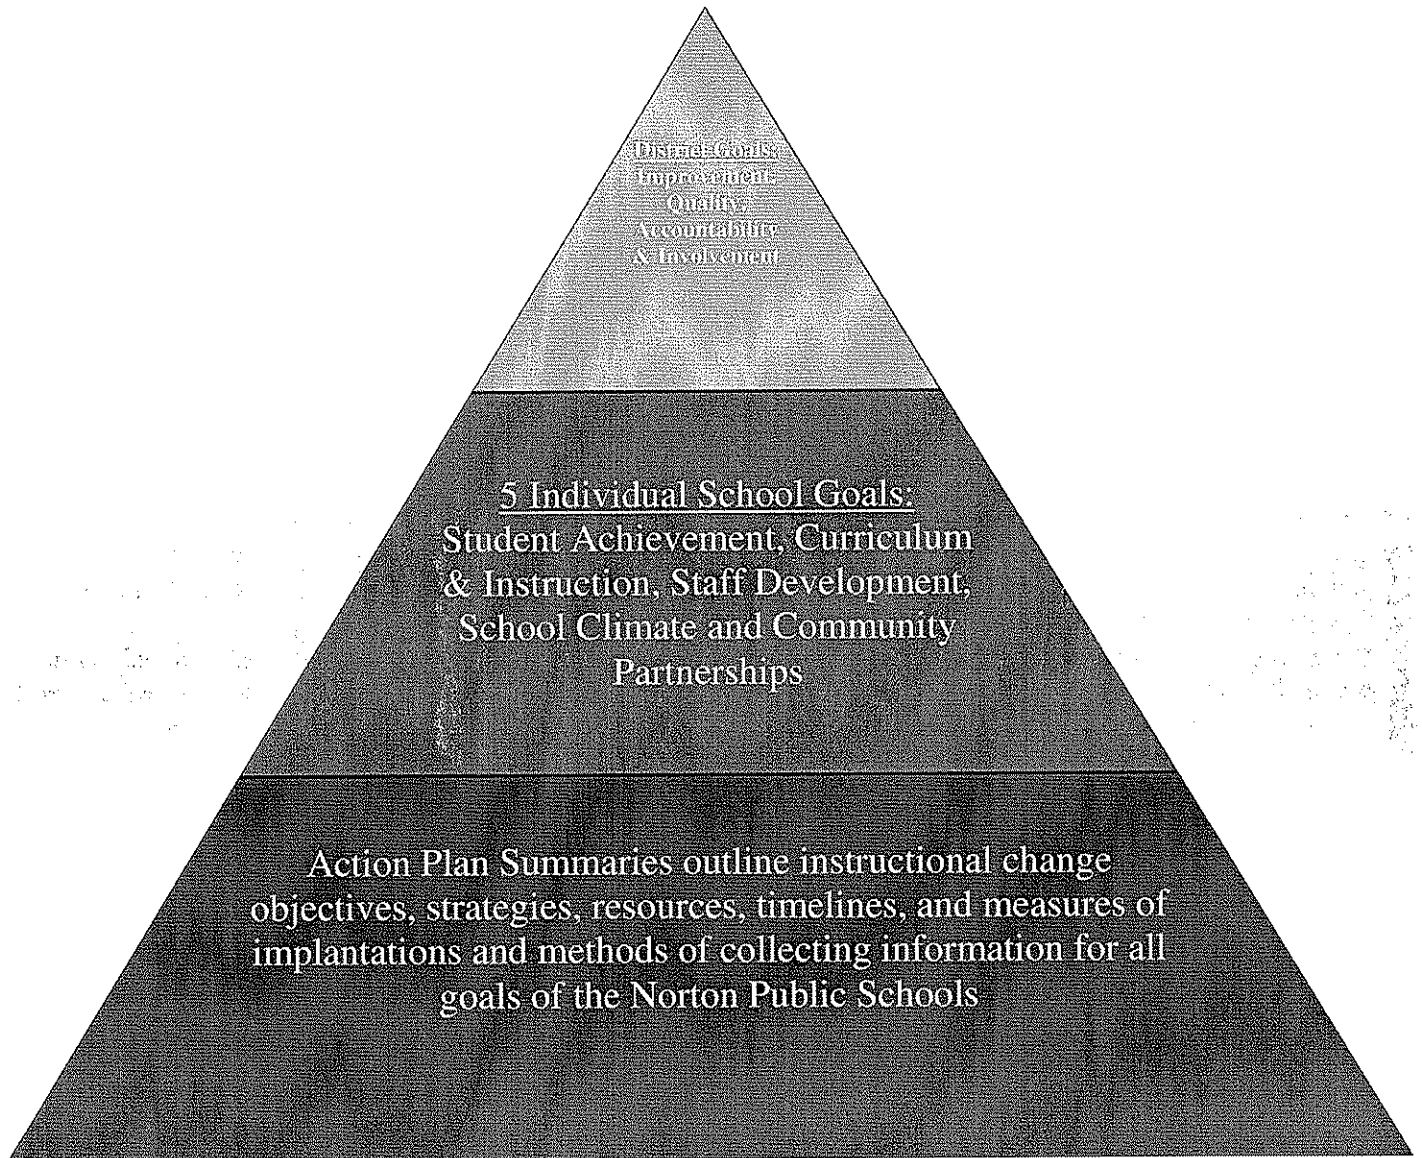 District Goals:
Improvement,
Quality,
Accountability
& Involvement
5 Individual School Goals:
Student Achievement, Curriculum
& Instruction, Staff Development,
School Climate and Community
Partnerships
Action Plan Summaries outline instructional change
objectives, strategies, resources, timelines, and measures of
implantations and methods of collecting information for all
goals of the Norton Public Schools